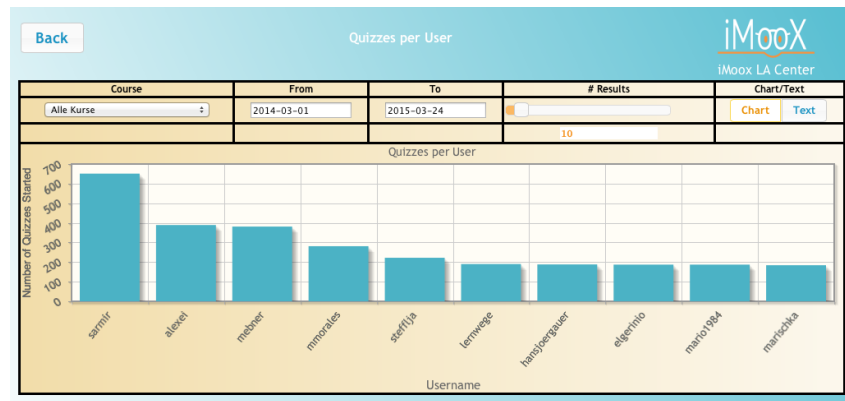 Back
Quizzes per User
iMooX
iMoox LA Center
Course From To # Results Chart/Text
Alle Kurse 2014-03-01 2015-03-24 Chart Text
10
Quizzes per User
Number of Quizzes Started
700
600
500
400
300
200
100
0
sarmir alexei mebner mmorales stefflja lernwege hansjoergauer elgerinio mario1984 marischka
Username